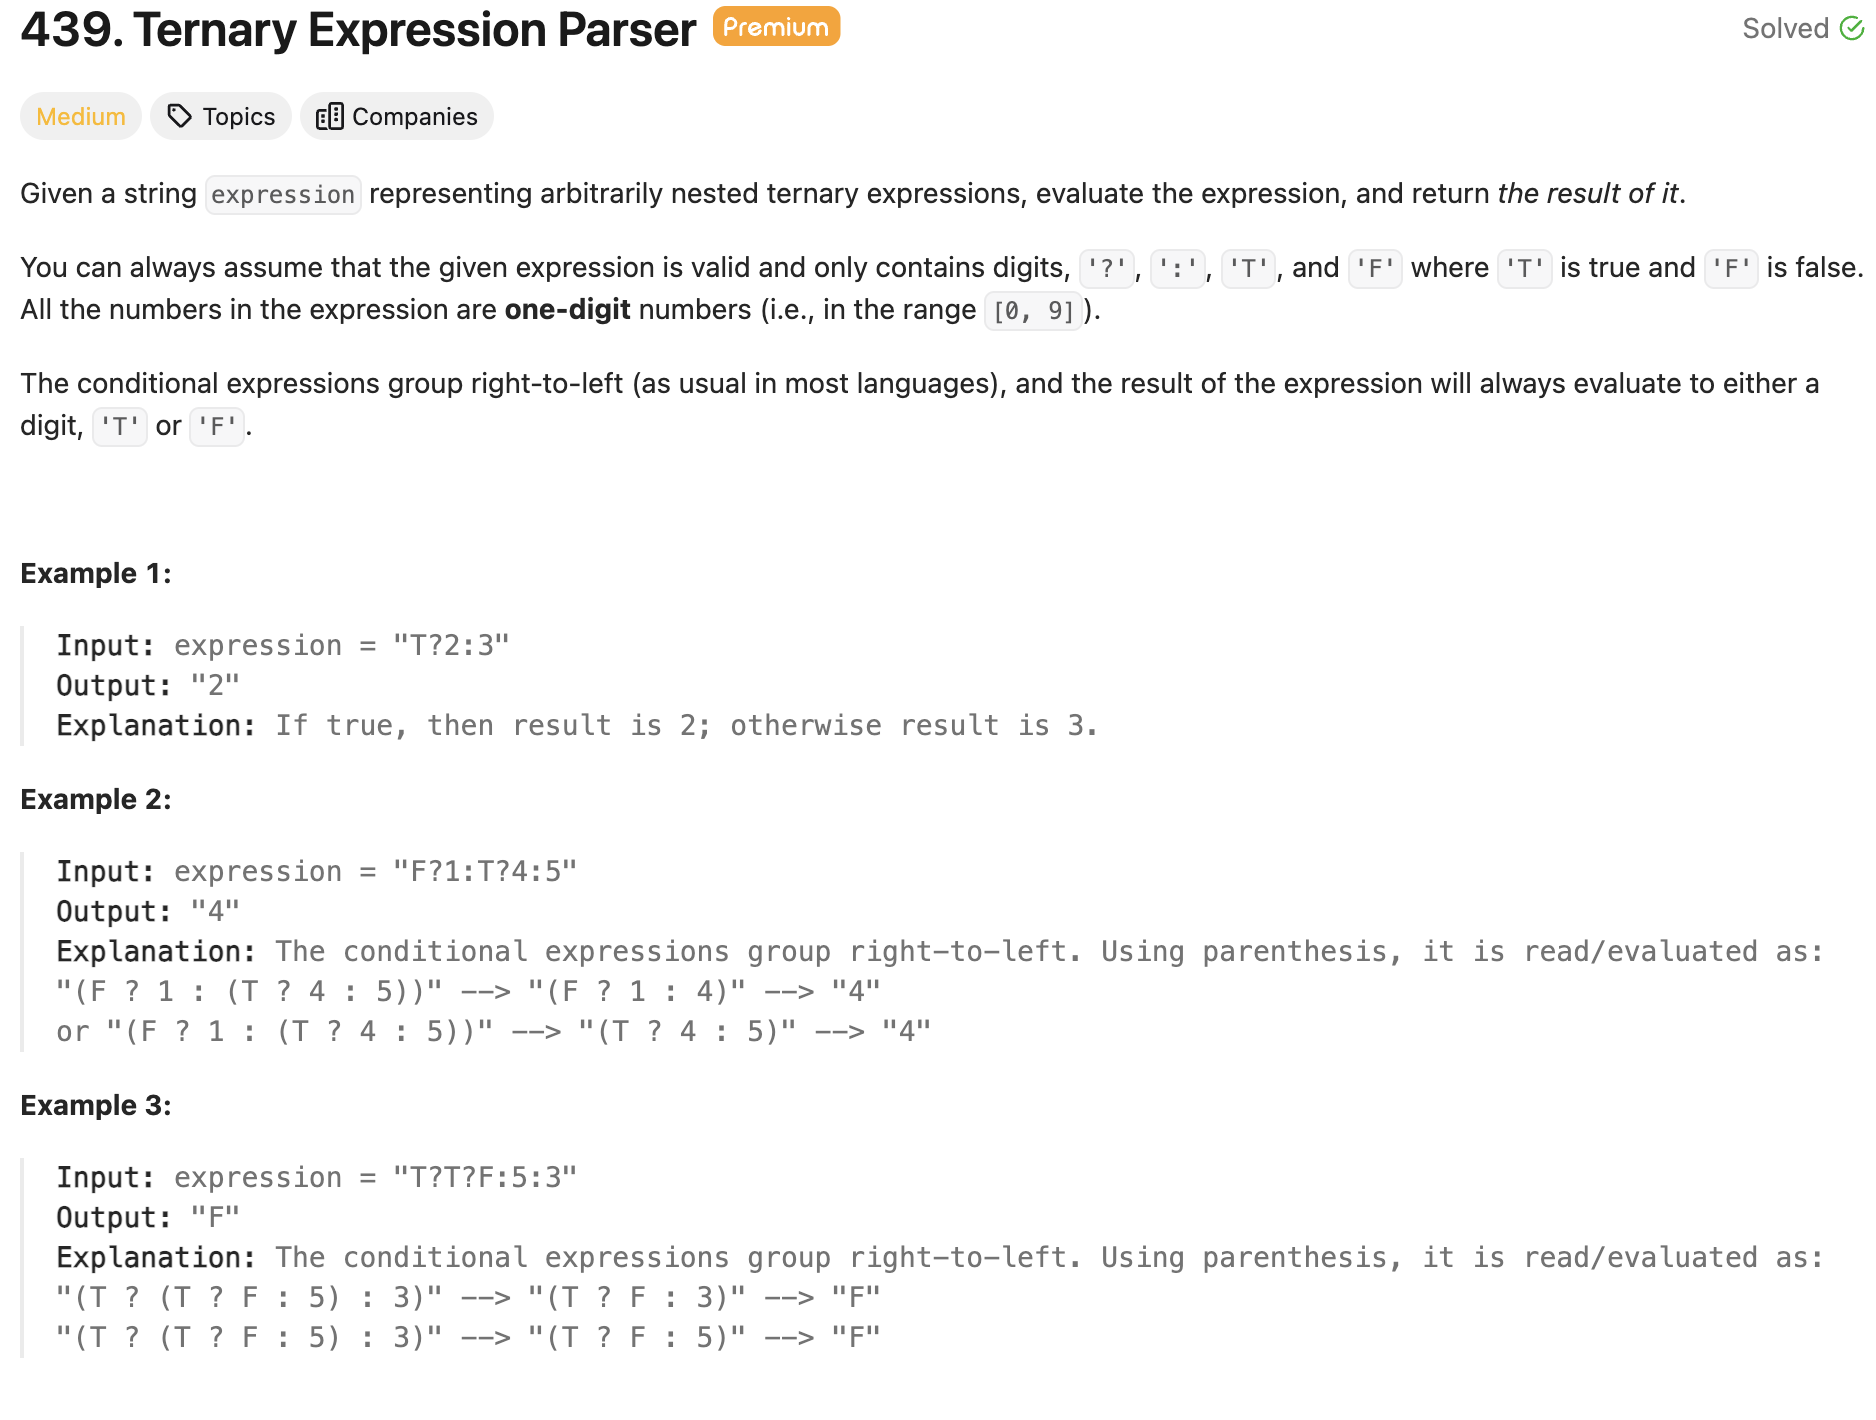 439. Ternary Expression Parser Premium Solved
Medium Topics Companies
Given a string expression representing arbitrarily nested ternary expressions, evaluate the expression, and return the result of it.
You can always assume that the given expression is valid and only contains digits, '?', ':', 'T', and 'F' where 'T' is true and 'F' is false.
All the numbers in the expression are one-digit numbers (i.e., in the range [0, 9]).
The conditional expressions group right-to-left (as usual in most languages), and the result of the expression will always evaluate to either a
digit, 'T' or 'F'.
Example 1:
Input: expression = "T?2:3"
Output: "2"
Explanation: If true, then result is 2; otherwise result is 3.
Example 2:
Input: expression = "F?1:T?4:5"
Output: "4"
Explanation: The conditional expressions group right-to-left. Using parenthesis, it is read/evaluated as:
"(F ? 1 : (T ? 4 : 5))" --> "(F ? 1 : 4)" --> "4"
or "(F ? 1 : (T ? 4 : 5))" --> "(T ? 4 : 5)" --> "4"
Example 3:
Input: expression = "T?T?F:5:3"
Output: "F"
Explanation: The conditional expressions group right-to-left. Using parenthesis, it is read/evaluated as:
"(T ? (T ? F : 5) : 3)" --> "(T ? F : 3)" --> "F"
"(T ? (T ? F : 5) : 3)" --> "(T ? F : 5)" --> "F"